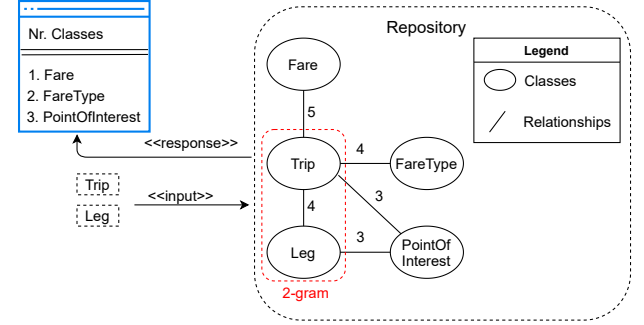 Nr. Classes
1. Fare
2. FareType
3. PointOfInterest
<<response>>
Trip
<<input>>
Leg
Repository
Fare
5
Trip
4
FareType
3
4
Leg
3
PointOf
Interest
2-gram
Legend
Classes
Relationships